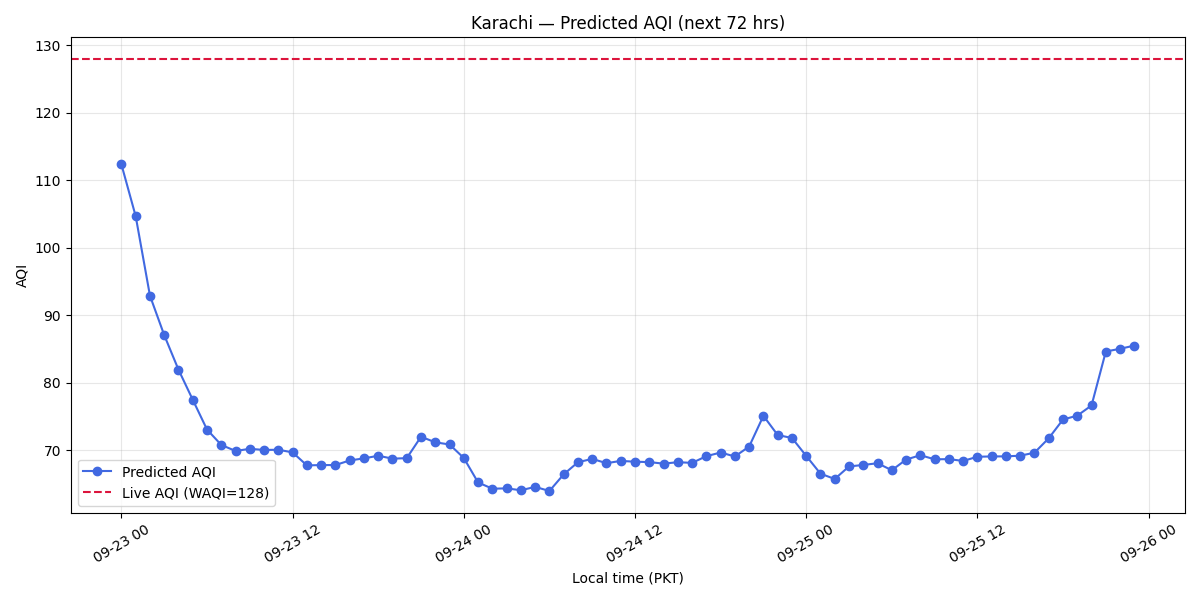 Karachi — Predicted AQI (next 72 hrs)
130
120
110
100
90
80
70
AQI
Predicted AQI
Live AQI (WAQI=128)
09-23 00
09-23 12
09-24 00
09-24 12
09-25 00
09-25 12
09-26 00
Local time (PKT)